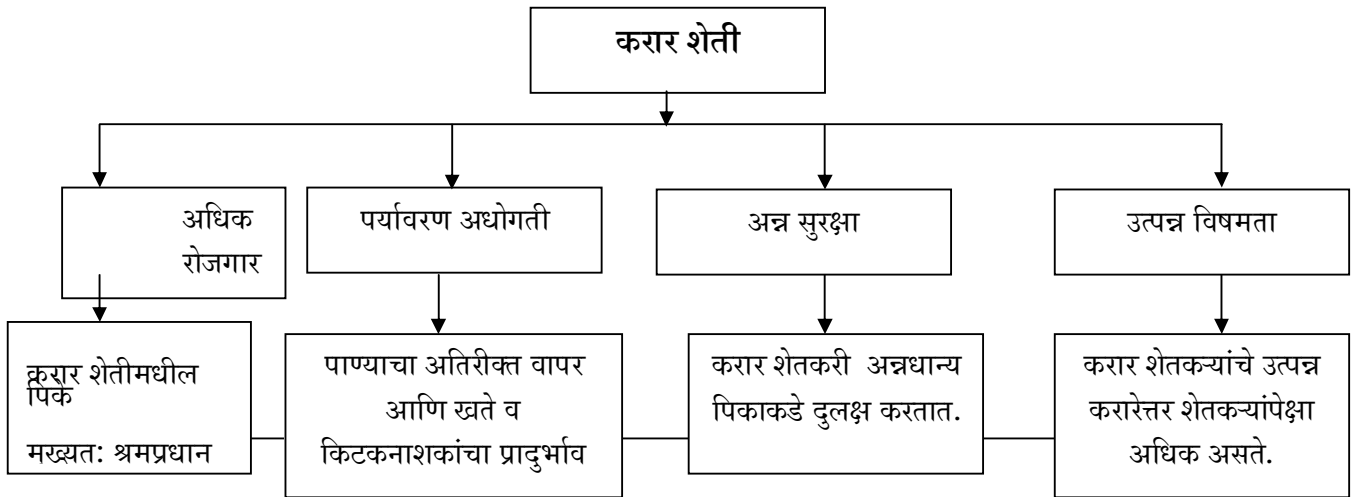 करार शेती
अधिक
रोजगार
पर्यावरण अधोगती
अन्न सुरक्षा
उत्पन्न विषमता
करार शेतीमधील
पिके
मख्यत: श्रमप्रधान
पाण्याचा अतिरीक्त वापर
आणि खते व
किटकनाशकांचा प्रादुर्भाव
करार शेतकरी अन्नधान्य
पिकाकडे दुलक्ष करतात.
करार शेतकऱ्यांचे उत्पन्न
करारेत्तर शेतकऱ्यांपेक्षा
अधिक असते.